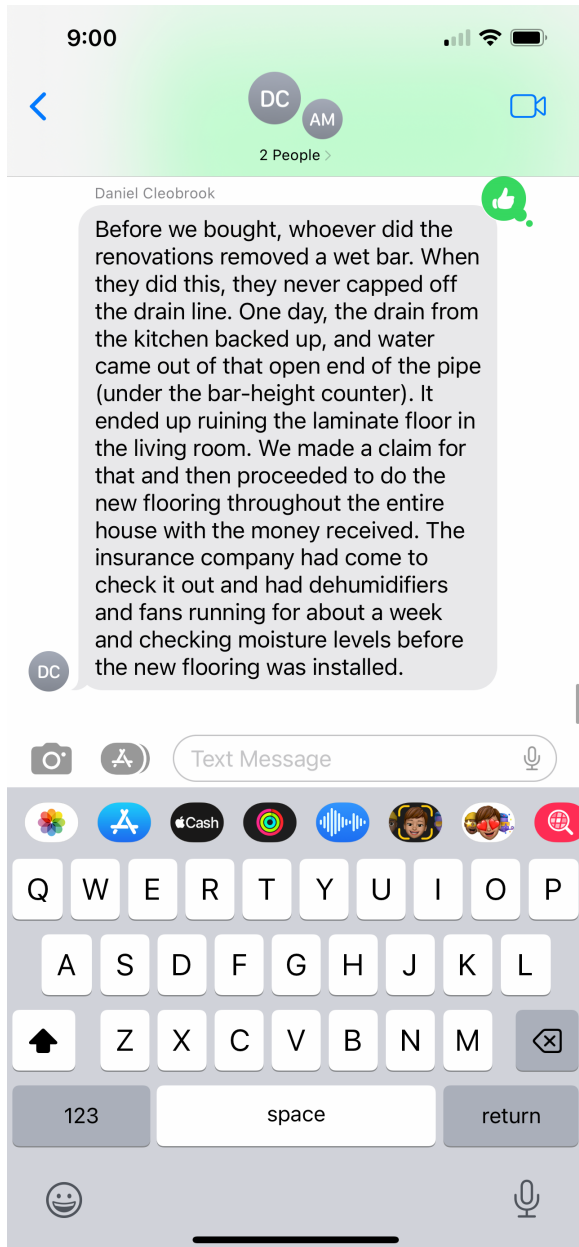 9:00
DC
AM
2 People
Daniel Cleobrook
Before we bought, whoever did the
renovations removed a wet bar. When
they did this, they never capped off
the drain line. One day, the drain from
the kitchen backed up, and water
came out of that open end of the pipe
(under the bar-height counter). It
ended up ruining the laminate floor in
the living room. We made a claim for
that and then proceeded to do the
new flooring throughout the entire
house with the money received. The
insurance company had come to
check it out and had dehumidifiers
and fans running for about a week
and checking moisture levels before
the new flooring was installed.
DC
Text Message
Cash
Q W E R T Y U I O P
A S D F G H J K L
Z X C V B N M
123 space return